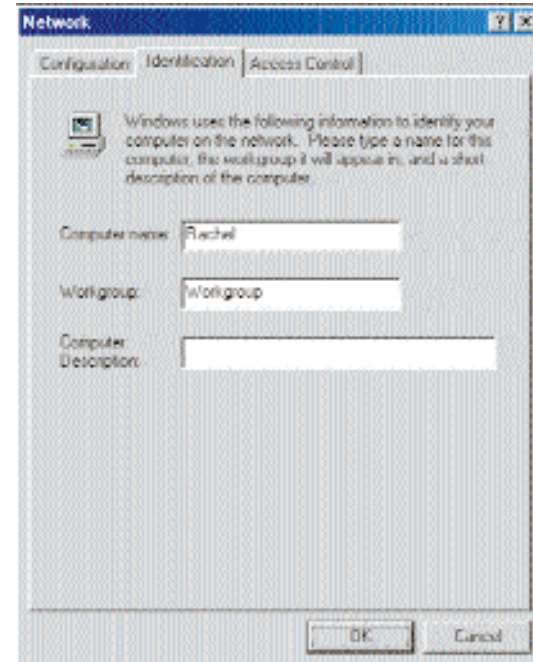 Network
Configuration Identification Access Control
Windows uses the following information to identify your
computer on the network. Please type a name for this
computer, the workgroup it will appear in, and a short
description of the computer.
Computer name: Rachel
Workgroup: Workgroup
Computer
Description:
OK Cancel